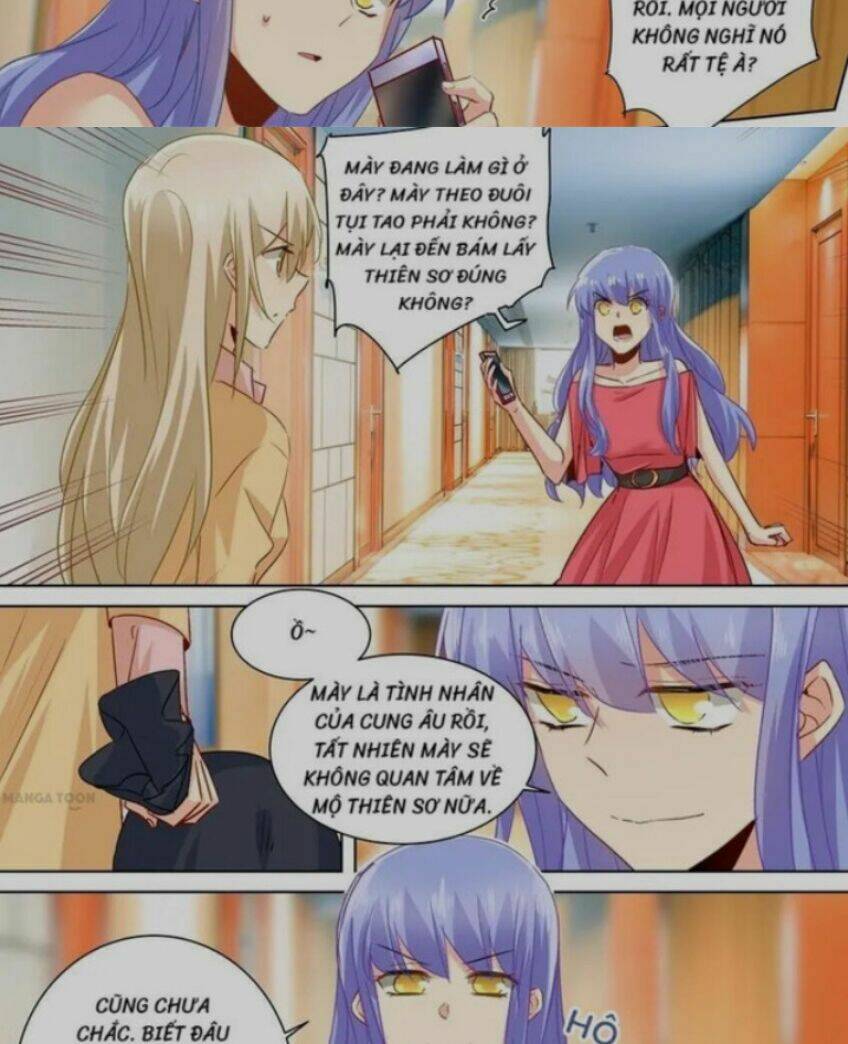 RỒI. MỌI NGƯỜI
KHÔNG NGHĨ NÓ
RẤT TỆ À?
MÀY ĐANG LÀM GÌ Ở
ĐÂY? MÀY THEO ĐUÔI
TỤI TAO PHẢI KHÔNG?
MÀY LẠI ĐẾN BÁM LẤY
THIÊN SƠ ĐÚNG
KHÔNG?
Ồ~
MÀY LÀ TÌNH NHÂN
CỦA CUNG ÂU RỒI,
TẤT NHIÊN MÀY SẼ
KHÔNG QUAN TÂM VỀ
MỘ THIÊN SƠ NỮA.
MANGA TOON
CŨNG CHƯA
CHẮC. BIẾT ĐÂU
HÔ